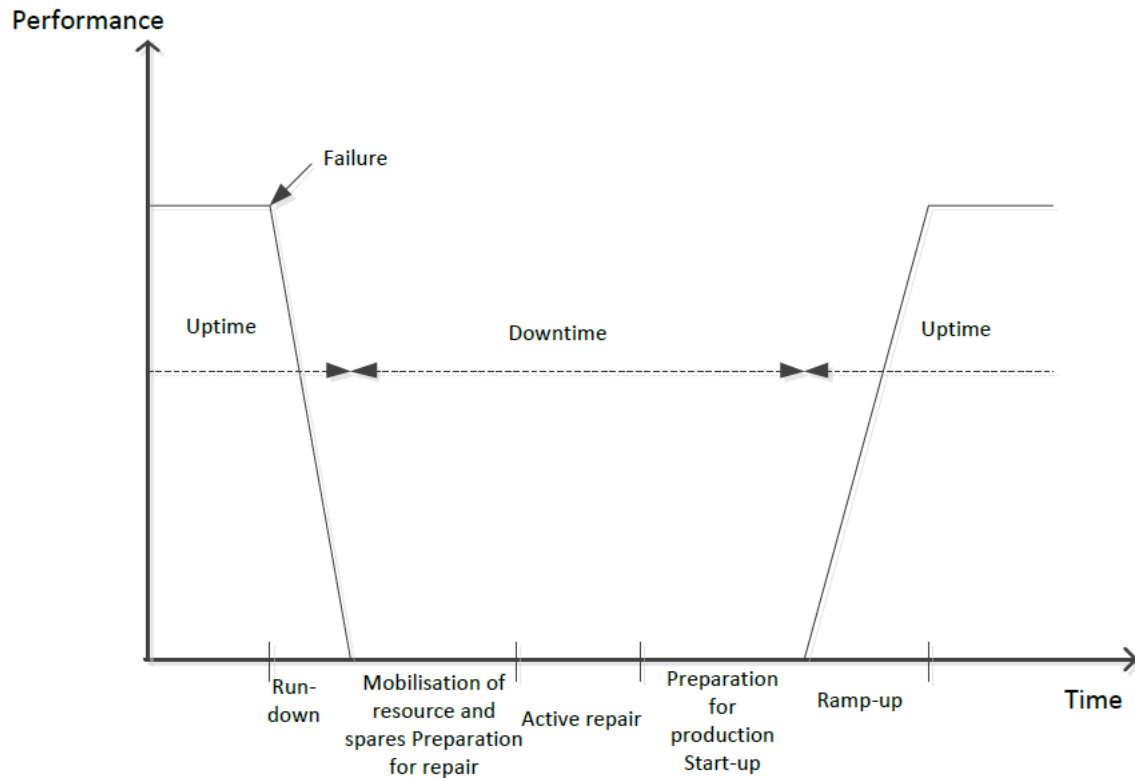 Performance
Failure
Uptime
Downtime
Uptime
Run-
down
Mobilisation of
resource and
spares Preparation
for repair
Active repair
Preparation
for
production
Start-up
Ramp-up
Time